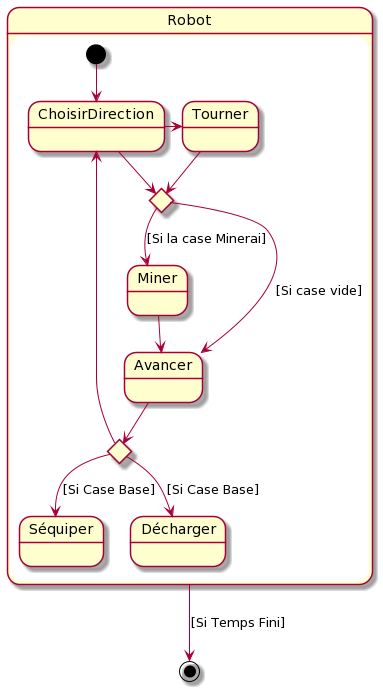 Robot
ChoisirDirection
Tourner
[Si la case Minerai]
Miner
[Si case vide]
Avancer
[Si Case Base]
[Si Case Base]
Séquiper
Décharger
[Si Temps Fini]